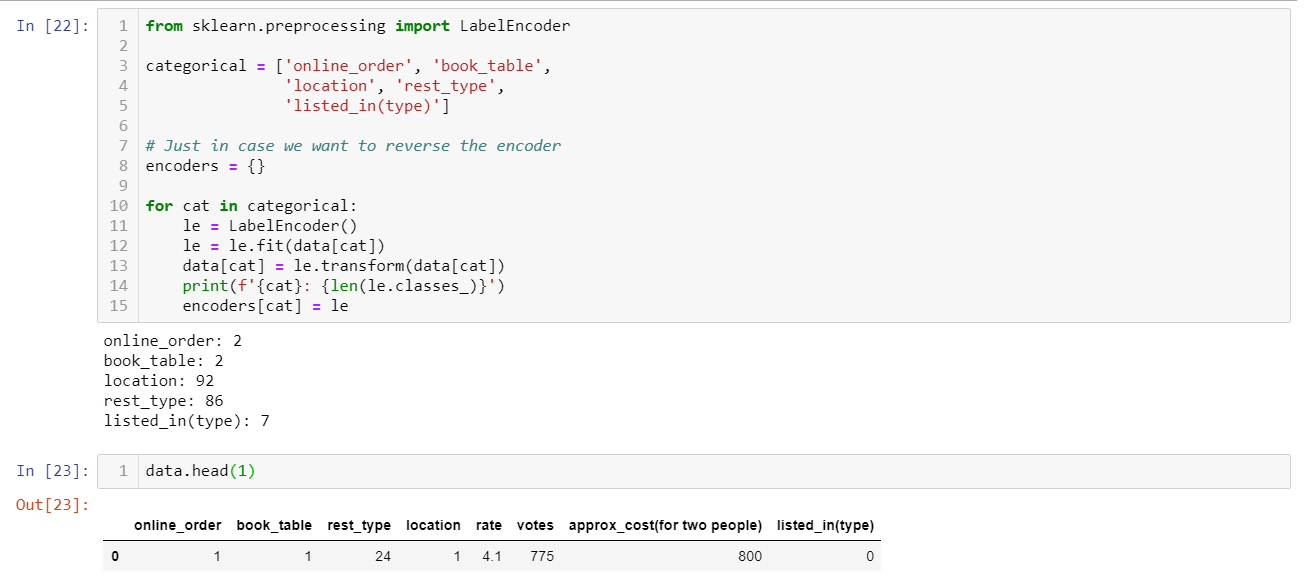 In [22]:
1 from sklearn.preprocessing import LabelEncoder
2
3 categorical = ['online_order', 'book_table',
4                'location', 'rest_type',
5                'listed_in(type)']
6
7 # Just in case we want to reverse the encoder
8 encoders = {}
9
10 for cat in categorical:
11     le = LabelEncoder()
12     le = le.fit(data[cat])
13     data[cat] = le.transform(data[cat])
14     print(f'{cat}: {len(le.classes_)}')
15     encoders[cat] = le
online_order: 2
book_table: 2
location: 92
rest_type: 86
listed_in(type): 7
In [23]: 1 data.head(1)
Out[23]:
online_order book_table rest_type location rate votes approx_cost(for two people) listed_in(type)
0 1 1 24 1 4.1 775 800 0